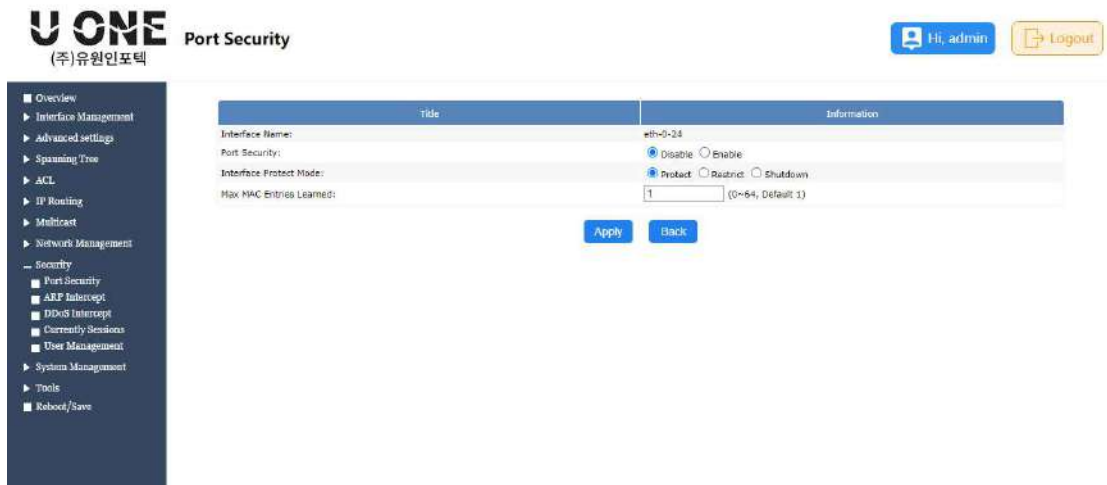 U ONE
(주)유원인포텍
Port Security
Hi, admin
Logout
Overview
Interface Management
Advanced settings
Spanning Tree
ACL
IP Routing
Multicast
Network Management
Security
Port Security
ARP Intercept
DDoS Intercept
Currently Sessions
User Management
System Management
Tools
Reboot/Save
Title Information
Interface Name: eth-0-24
Port Security: Disable Enable
Interface Protect Mode: Protect Restrict Shutdown
Max MAC Entries Learned: 1 (0~64, Default 1)
Apply Back